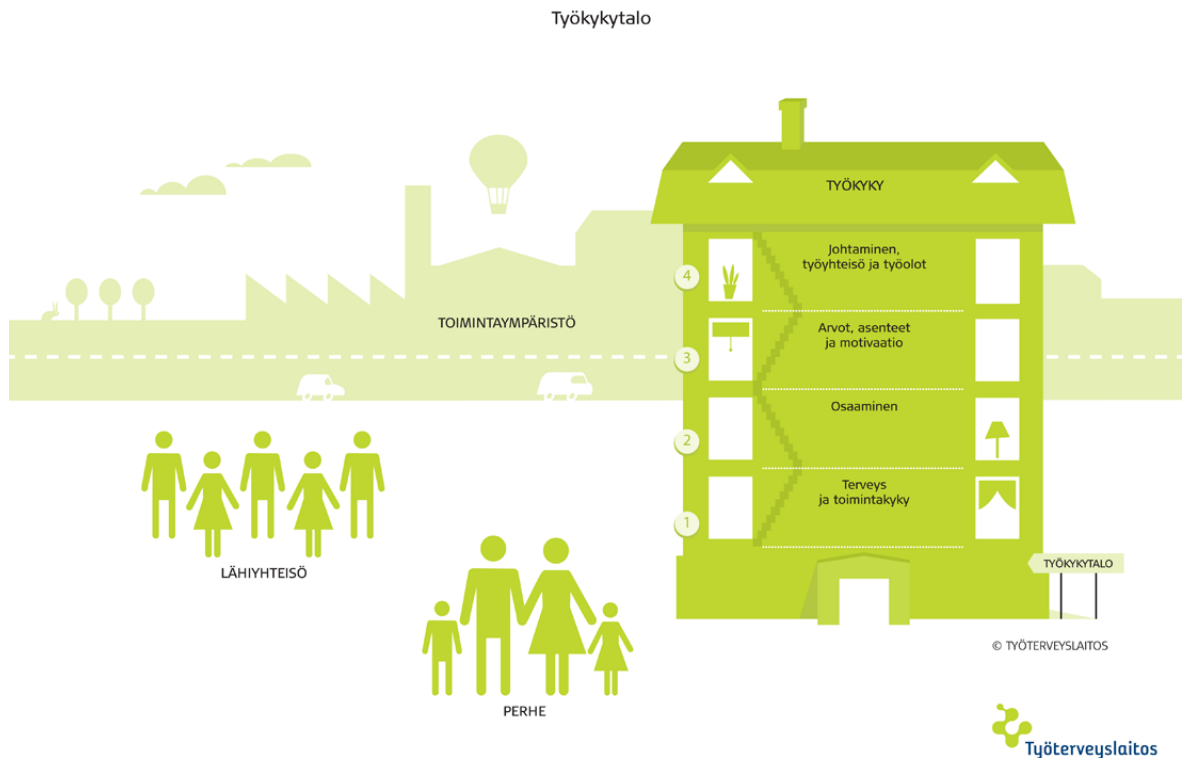 Työkykytalo
TYÖKYKY
4
Johtaminen,
työyhteisö ja työolot
TOIMINTAYMPÄRISTÖ
3
Arvot, asenteet
ja motivaatio
2
Osaaminen
1
Terveys
ja toimintakyky
LÄHIYHTEISÖ
TYÖKYKYTALO
© TYÖTERVEYSLAITOS
PERHE
Työterveyslaitos